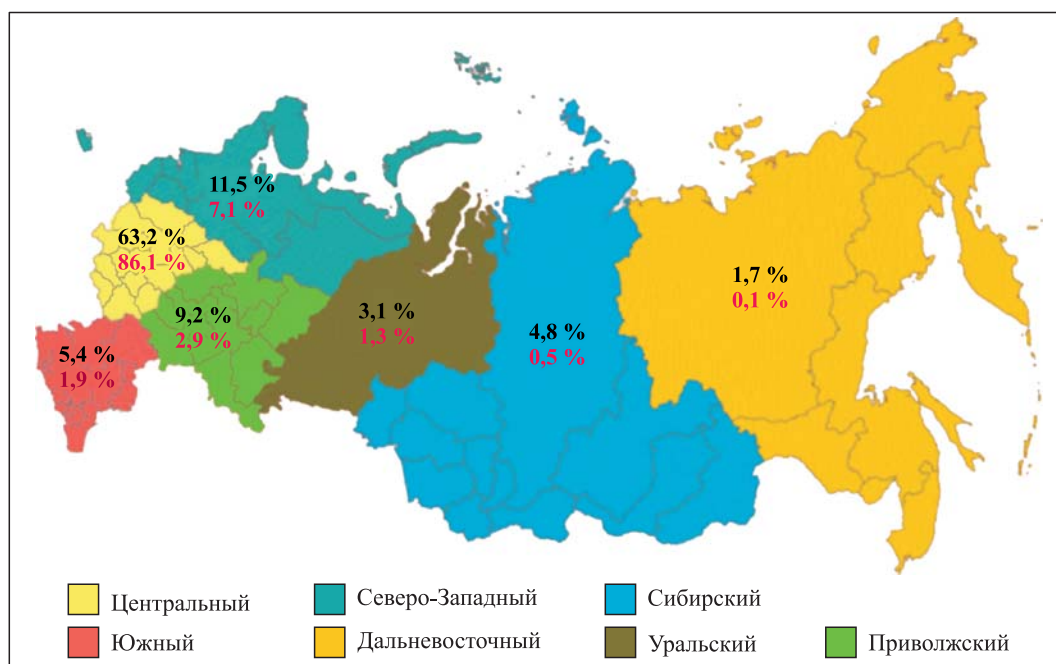 11,5 %
7,1 %
63,2 %
86,1 %
9,2 %
2,9 %
5,4 %
1,9 %
3,1 %
1,3 %
4,8 %
0,5 %
1,7 %
0,1 %
Центральный
Северо-Западный
Сибирский
Южный
Дальневосточный
Уральский
Приволжский